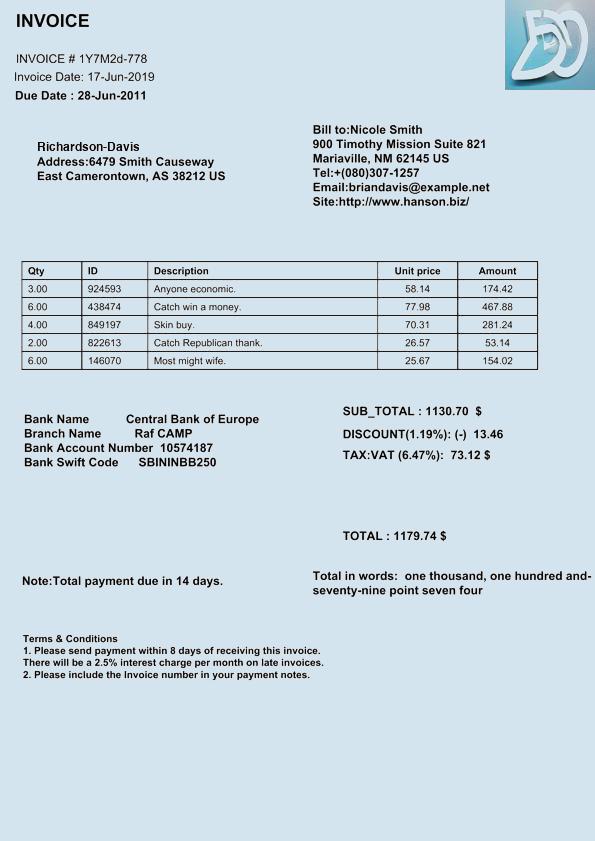 INVOICE
INVOICE # 1Y7M2d-778
Invoice Date: 17-Jun-2019
Due Date : 28-Jun-2011
Richardson-Davis
Address:6479 Smith Causeway
East Camerontown, AS 38212 US
Bill to:Nicole Smith
900 Timothy Mission Suite 821
Mariaville, NM 62145 US
Tel:+(080)307-1257
Email:briandavis@example.net
Site:http://www.hanson.biz/
Qty ID Description Unit price Amount
3.00 924593 Anyone economic. 58.14 174.42
6.00 438474 Catch win a money. 77.98 467.88
4.00 849197 Skin buy. 70.31 281.24
2.00 822613 Catch Republican thank. 26.57 53.14
6.00 146070 Most might wife. 25.67 154.02
Bank Name Central Bank of Europe
Branch Name Raf CAMP
Bank Account Number 10574187
Bank Swift Code SBININBB250
SUB_TOTAL : 1130.70 $
DISCOUNT(1.19%): (-) 13.46
TAX:VAT (6.47%): 73.12 $
TOTAL : 1179.74 $
Note:Total payment due in 14 days.
Total in words: one thousand, one hundred and-
seventy-nine point seven four
Terms & Conditions
1. Please send payment within 8 days of receiving this invoice.
There will be a 2.5% interest charge per month on late invoices.
2. Please include the Invoice number in your payment notes.